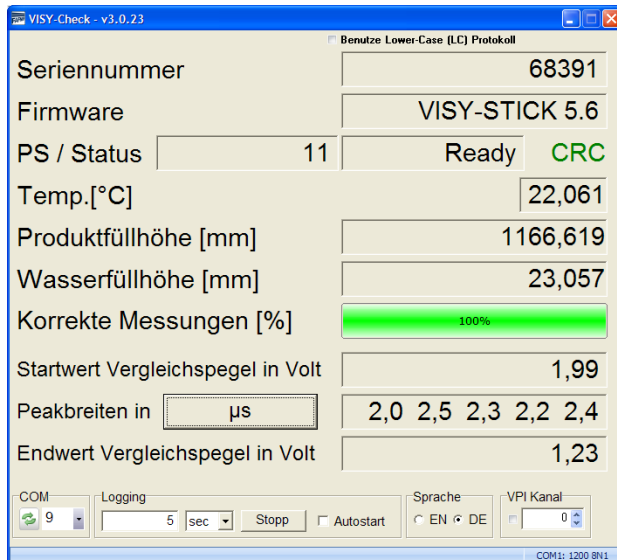 VISY-Check - v3.0.23
Benutze Lower-Case (LC) Protokoll
Seriennummer 68391
Firmware VISY-STICK 5.6
PS / Status 11 Ready CRC
Temp.[°C] 22,061
Produktfüllhöhe [mm] 1166,619
Wasserfüllhöhe [mm] 23,057
Korrekte Messungen [%] 100%
Startwert Vergleichspegel in Volt 1,99
Peakbreiten in µs 2,0 2,5 2,3 2,2 2,4
Endwert Vergleichspegel in Volt 1,23
COM Logging Sprache VPI Kanal
9 5 sec Stopp Autostart EN DE 0
COM1: 1200 8N1